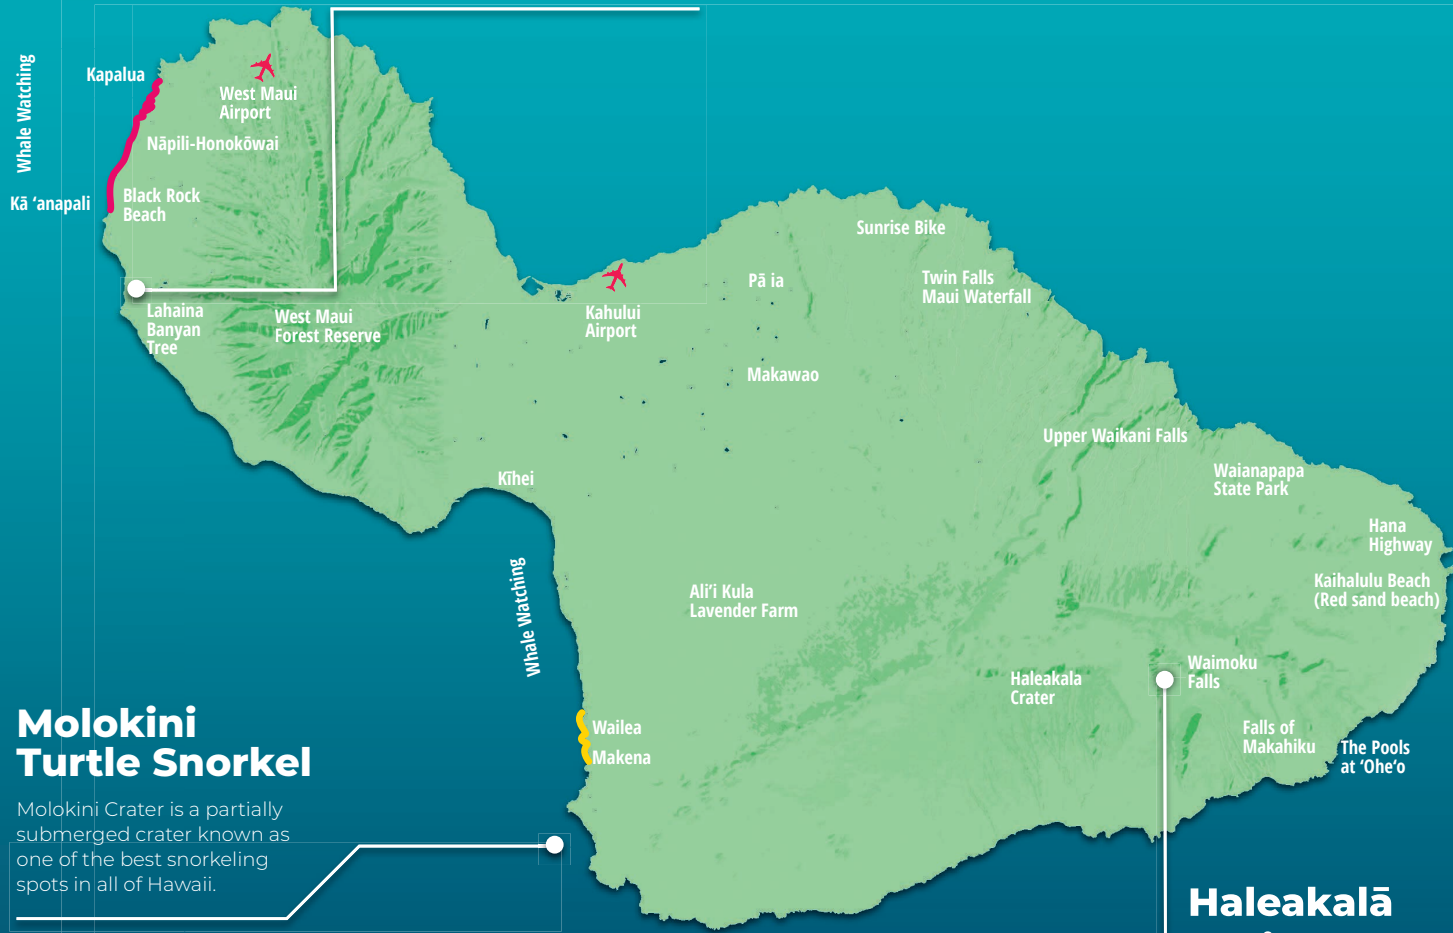 Whale Watching
Kapalua
West Maui
Airport
Nāpili-Honokōwai
Kā ‘anapali
Black Rock
Beach
Lahaina
Banyan
Tree
West Maui
Forest Reserve
Kahului
Airport
Sunrise Bike
Pā ia
Twin Falls
Maui Waterfall
Makawao
Upper Waikani Falls
Kīhei
Waianapapa
State Park
Hana
Highway
Kaihalulu Beach
(Red sand beach)
Whale Watching
Ali’i Kula
Lavender Farm
Haleakala
Crater
Waimoku
Falls
Wailea
Makena
Falls of
Makahiku
The Pools
at ‘Ohe‘o
Molokini
Turtle Snorkel
Molokini Crater is a partially
submerged crater known as
one of the best snorkeling
spots in all of Hawaii.
Haleakalā